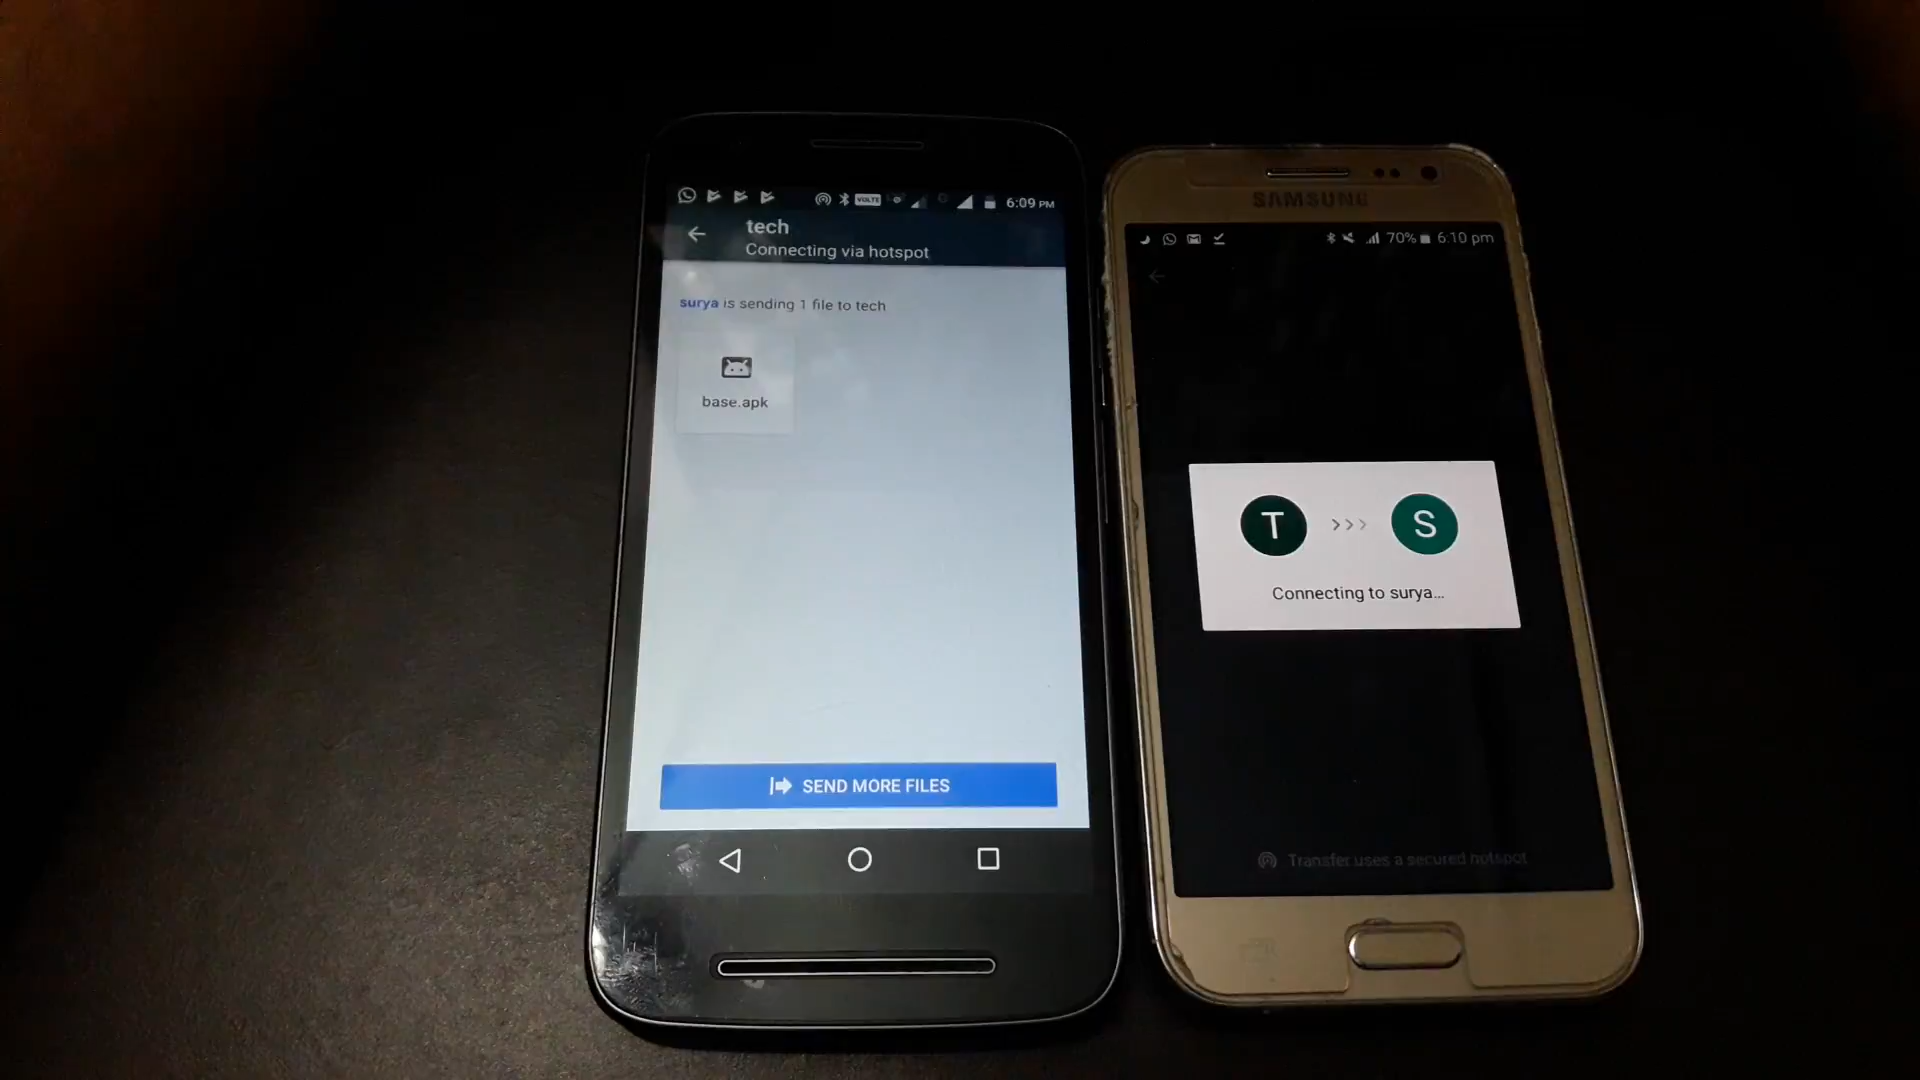 VoLTE
6:09 PM
tech
Connecting via hotspot
surya is sending 1 file to tech
base.apk
SEND MORE FILES
SAMSUNG
70%
6:10 pm
T
>>>
S
Connecting to surya...
Transfer uses a secured hotspot